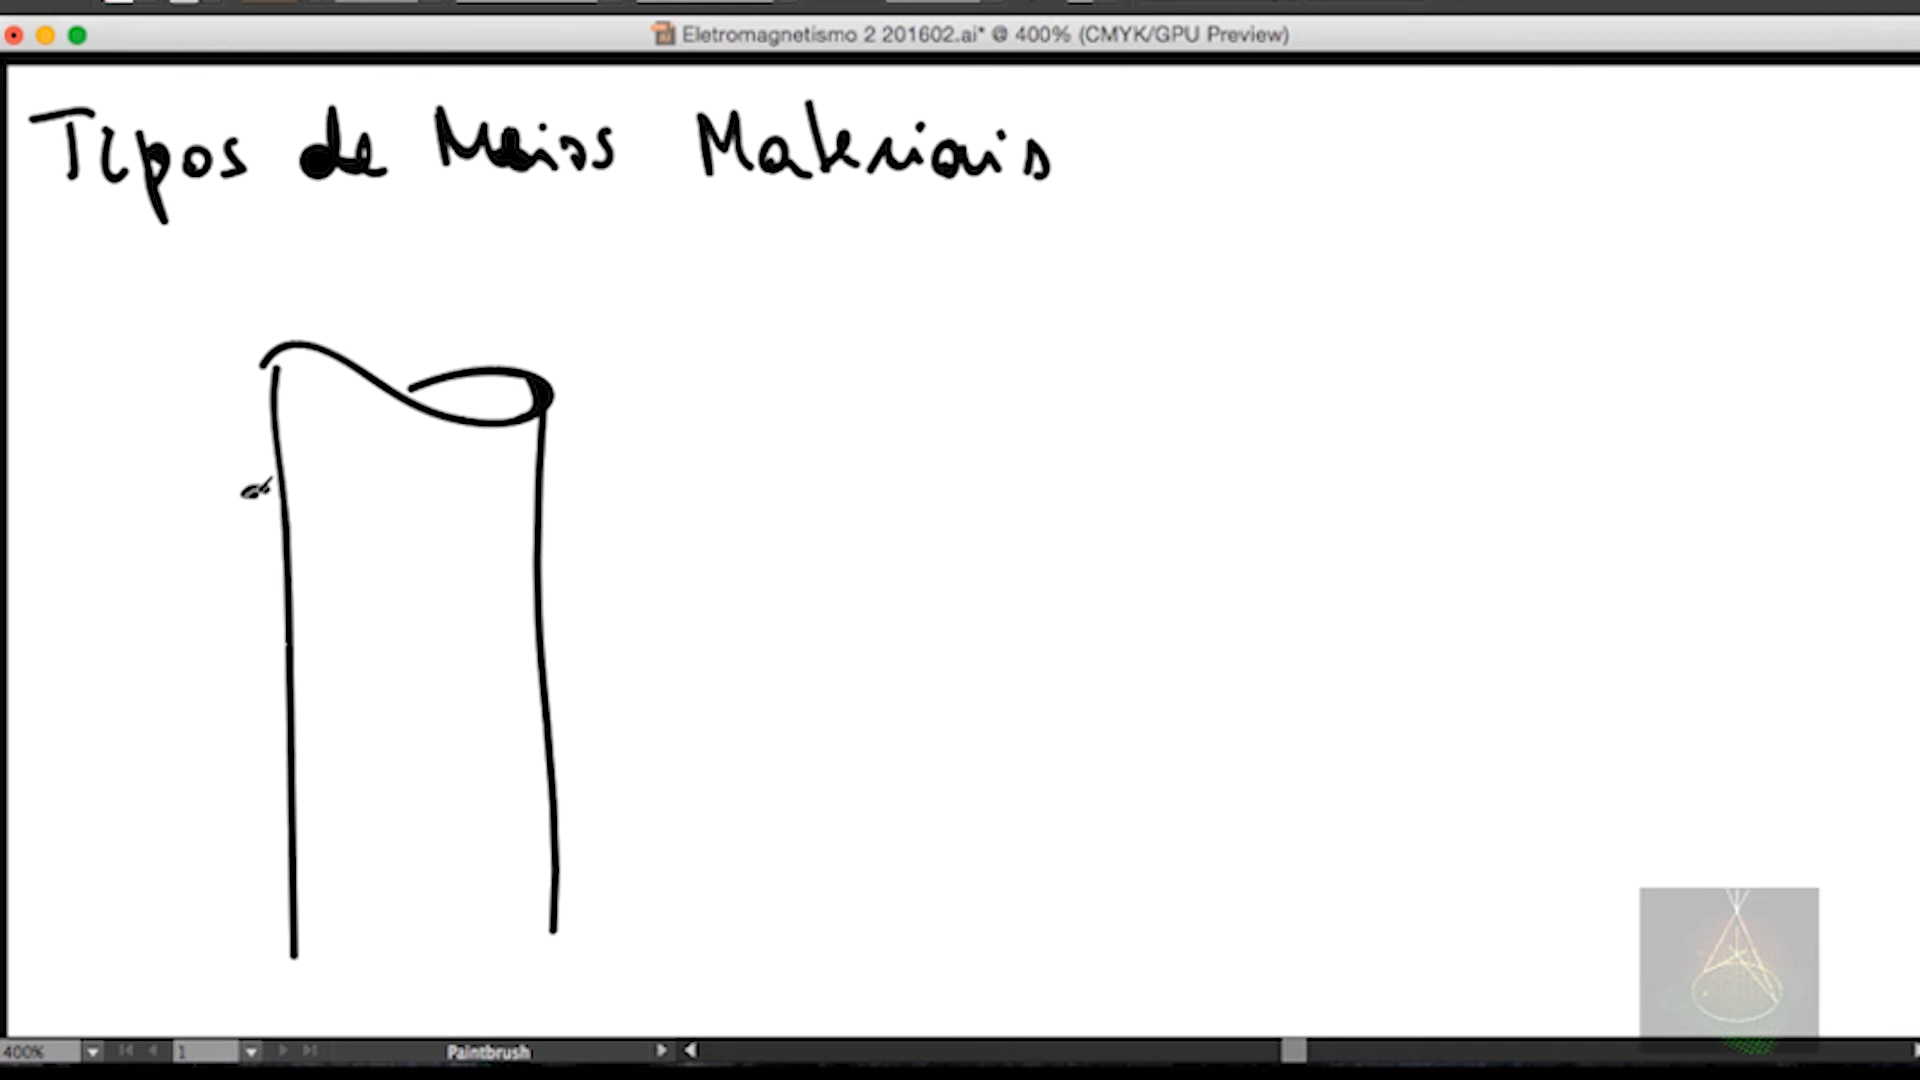 Eletromagnetismo 2 201602.ai* @ 400% (CMYK/GPU Preview)
Tipos de Meios Materiais
400%
1
Paintbrush